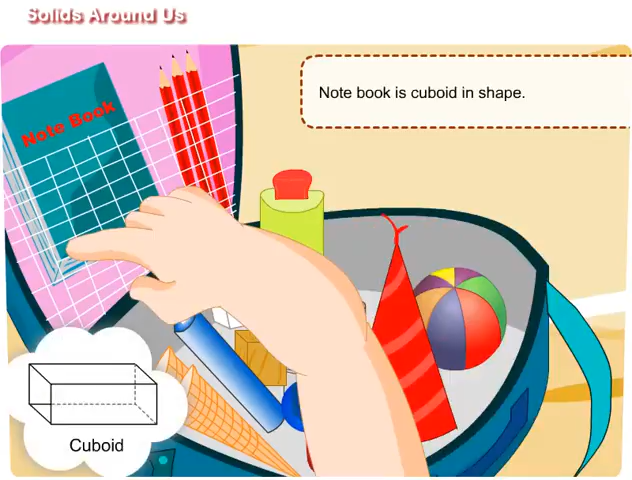 Solids Around Us
Note book is cuboid in shape.
Note Book
Cuboid